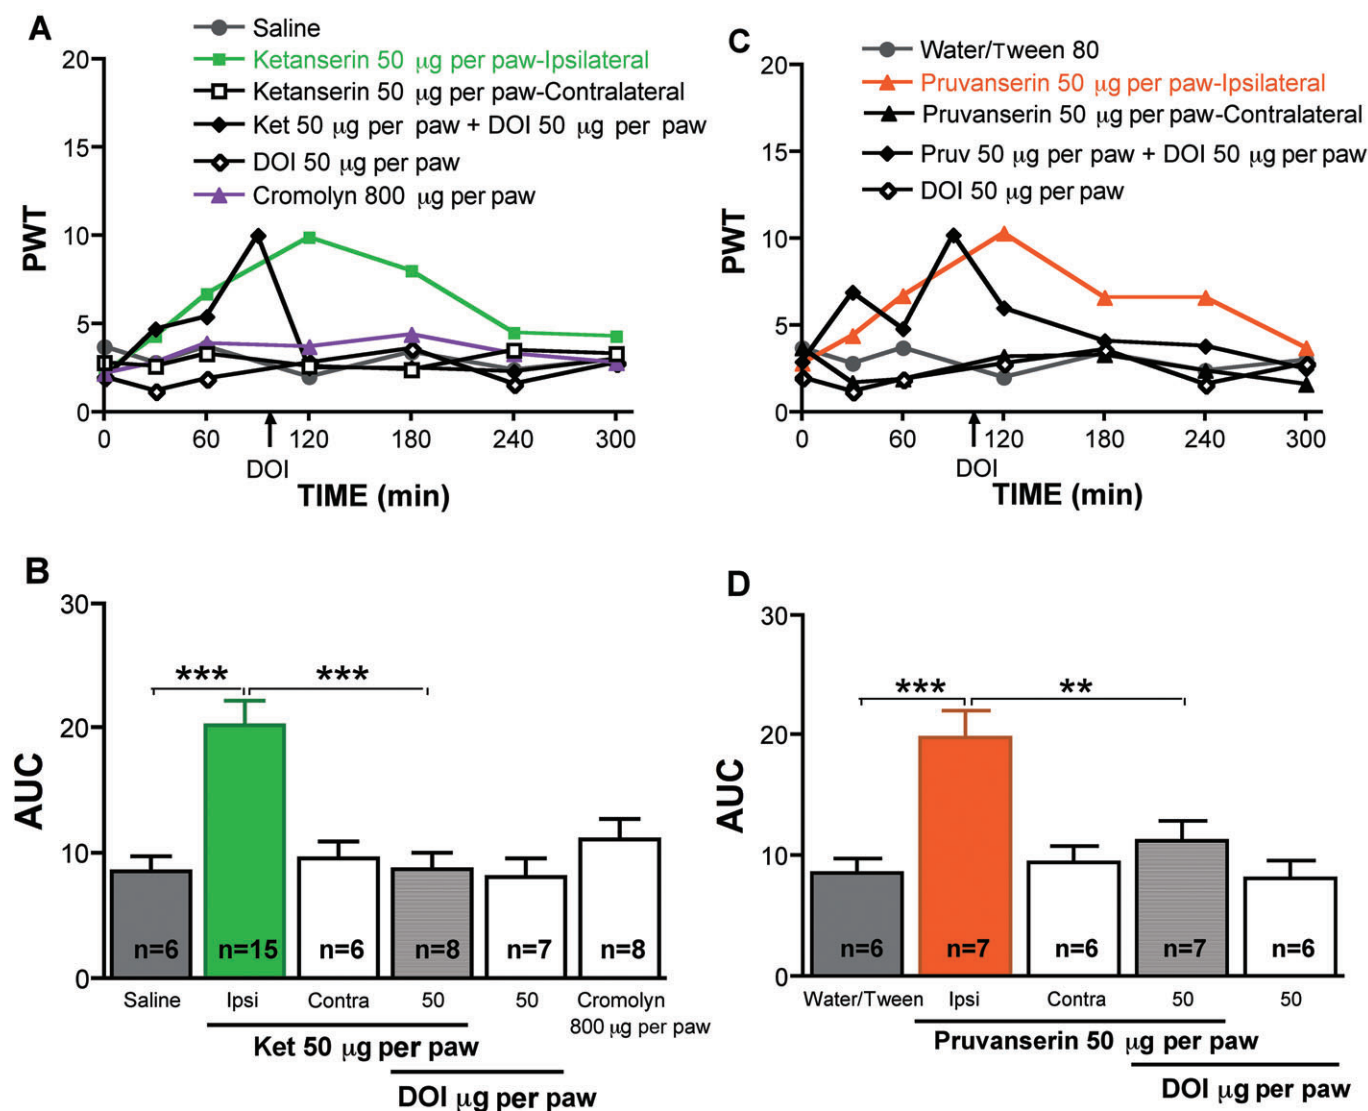 A
Saline
Ketanserin 50 μg per paw-Ipsilateral
Ketanserin 50 μg per paw-Contralateral
Ket 50 μg per paw + DOI 50 μg per paw
DOI 50 μg per paw
Cromolyn 800 μg per paw
20
15
10
5
0
PWT
0 60 120 180 240 300
DOI
TIME (min)
C
Water/Tween 80
Pruvanserin 50 μg per paw-Ipsilateral
Pruvanserin 50 μg per paw-Contralateral
Pruv 50 μg per paw + DOI 50 μg per paw
DOI 50 μg per paw
20
15
10
5
0
PWT
0 60 120 180 240 300
DOI
TIME (min)
B
30
20
10
0
AUC
*** ***
n=6 n=15 n=6 n=8 n=7 n=8
Saline Ipsi Contra 50 50 Cromolyn
800 μg per paw
Ket 50 μg per paw
DOI μg per paw
D
30
20
10
0
AUC
*** **
n=6 n=7 n=6 n=7 n=6
Water/Tween Ipsi Contra 50 50
Pruvanserin 50 μg per paw
DOI μg per paw